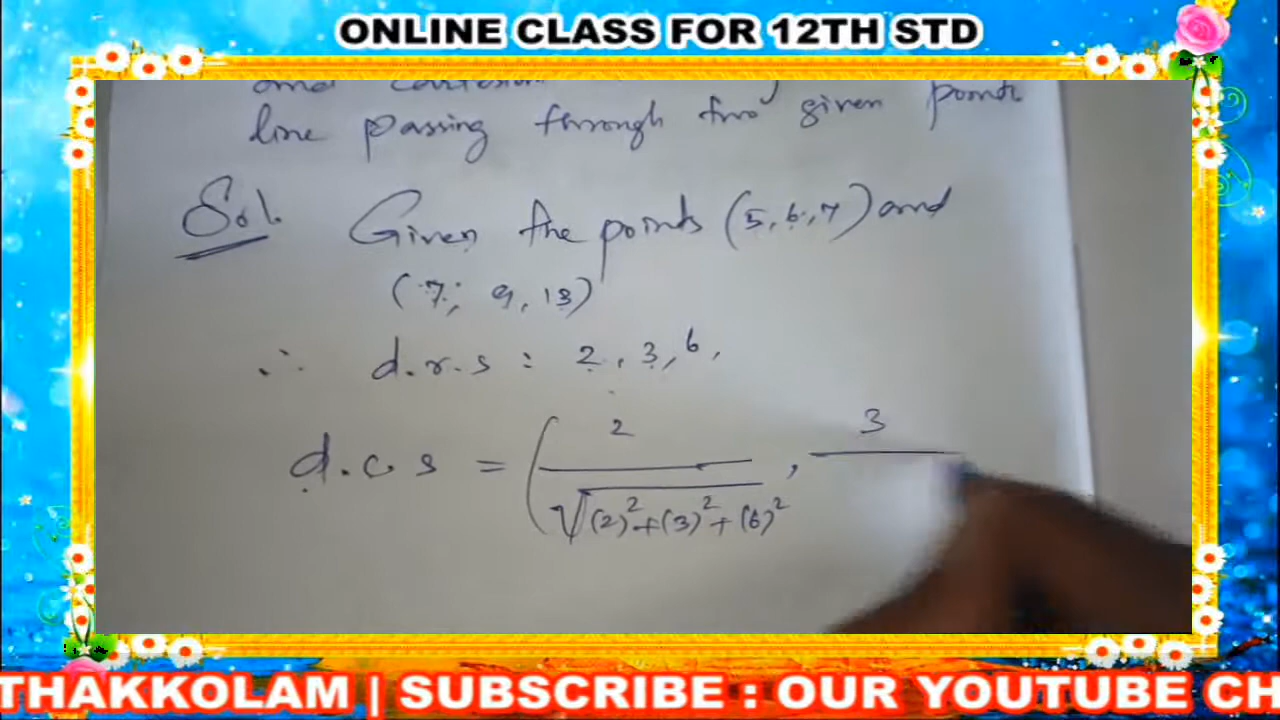 ONLINE CLASS FOR 12TH STD
and cartesian
line passing through two given points
Sol. Given the points (5, 6, 7) and
(7, 9, 13)
∴ d.r.s : 2, 3, 6,
d.c.s = ( 2 / √(2)²+(3)²+(6)² , 3
THAKKOLAM | SUBSCRIBE : OUR YOUTUBE CH